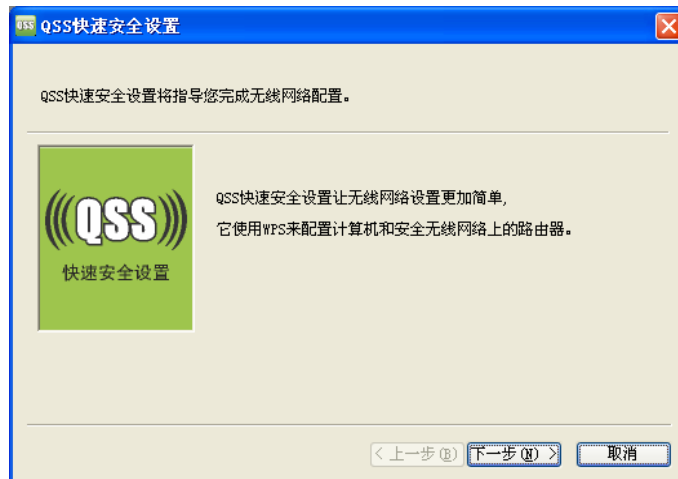 QSS QSS快速安全设置
QSS快速安全设置将指导您完成无线网络配置。
(((QSS)))
快速安全设置
QSS快速安全设置让无线网络设置更加简单,
它使用WPS来配置计算机和安全无线网络上的路由器。
< 上一步(B) 下一步(N) > 取消